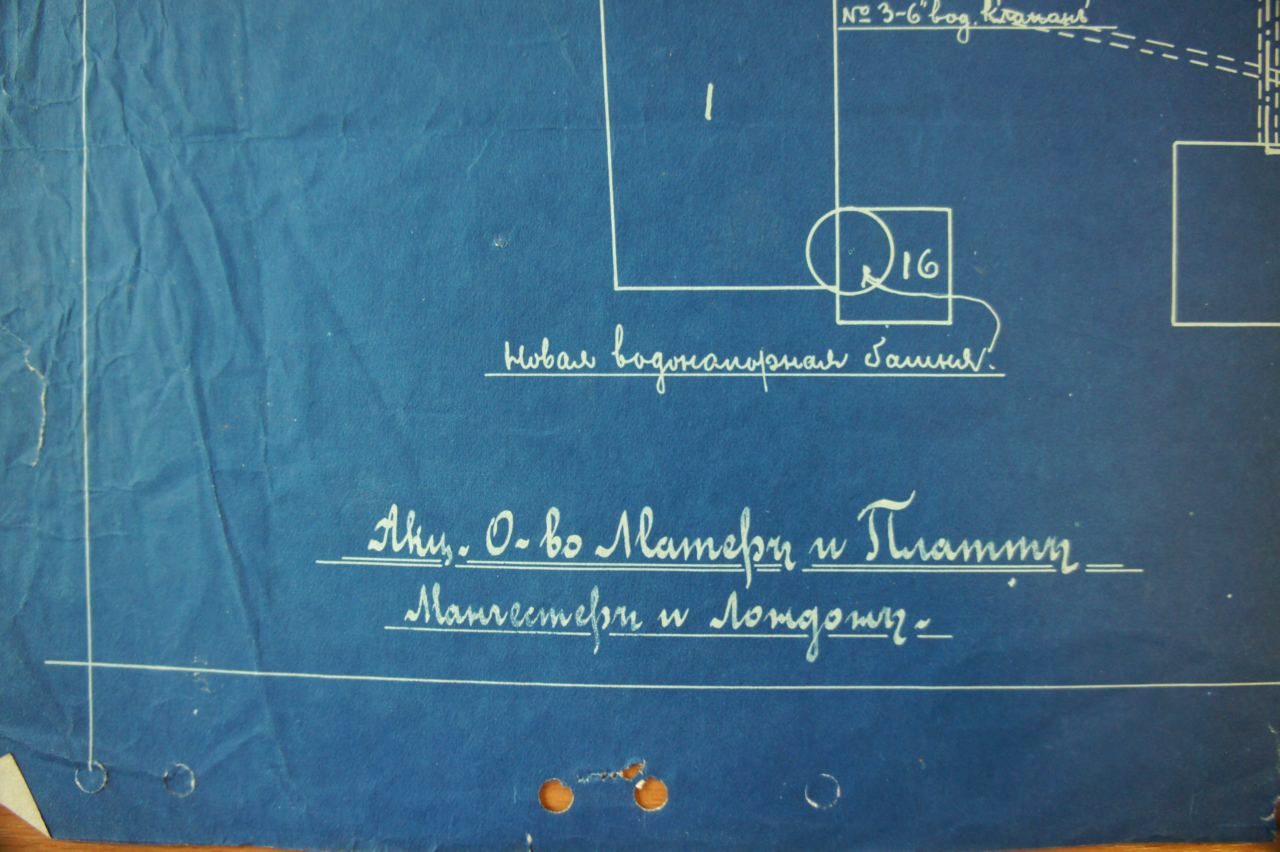 № 3-6" вод. клапанъ
1
16
Новая водонапорная башня.
Акц. О-во Матеръ и Платтъ
Манчестеръ и Лондонъ.